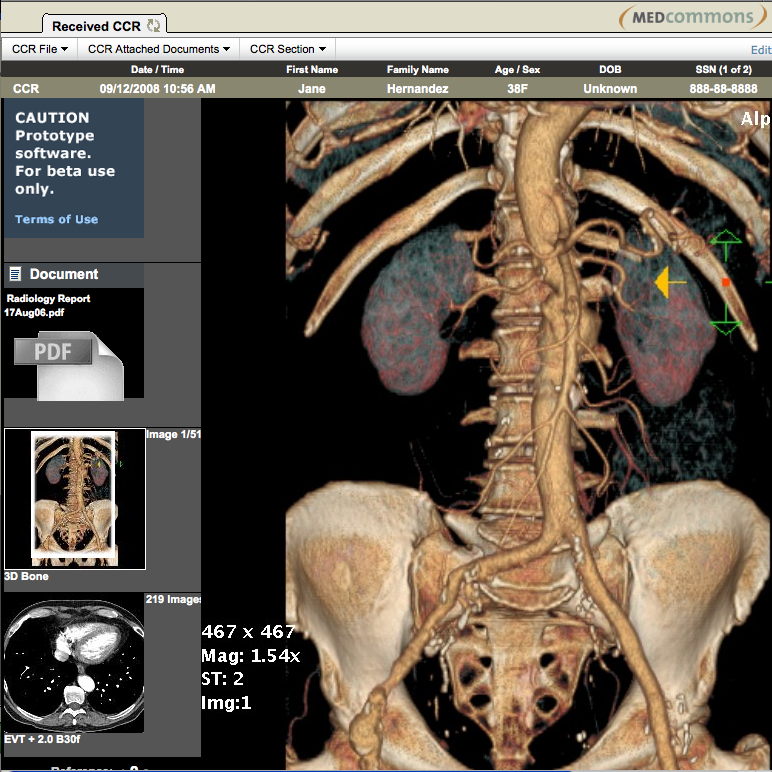 Received CCR
MEDcommons
CCR File CCR Attached Documents CCR Section
Edit
Date / Time First Name Family Name Age / Sex DOB SSN (1 of 2)
CCR 09/12/2008 10:56 AM Jane Hernandez 38F Unknown 888-88-8888
CAUTION
Prototype
software.
For beta use
only.
Terms of Use
Alp
Document
Radiology Report
17Aug06.pdf
PDF
Image 1/51
3D Bone
219 Images
467 x 467
Mag: 1.54x
ST: 2
Img:1
EVT + 2.0 B30f